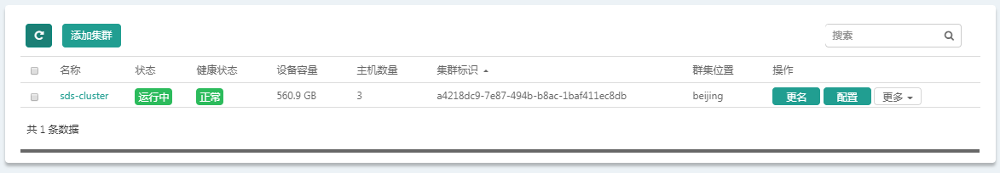 添加集群 搜索
名称 状态 健康状态 设备容量 主机数量 集群标识 群集位置 操作
sds-cluster 运行中 正常 560.9 GB 3 a4218dc9-7e87-494b-b8ac-1baf411ec8db beijing 更名 配置 更多
共 1 条数据